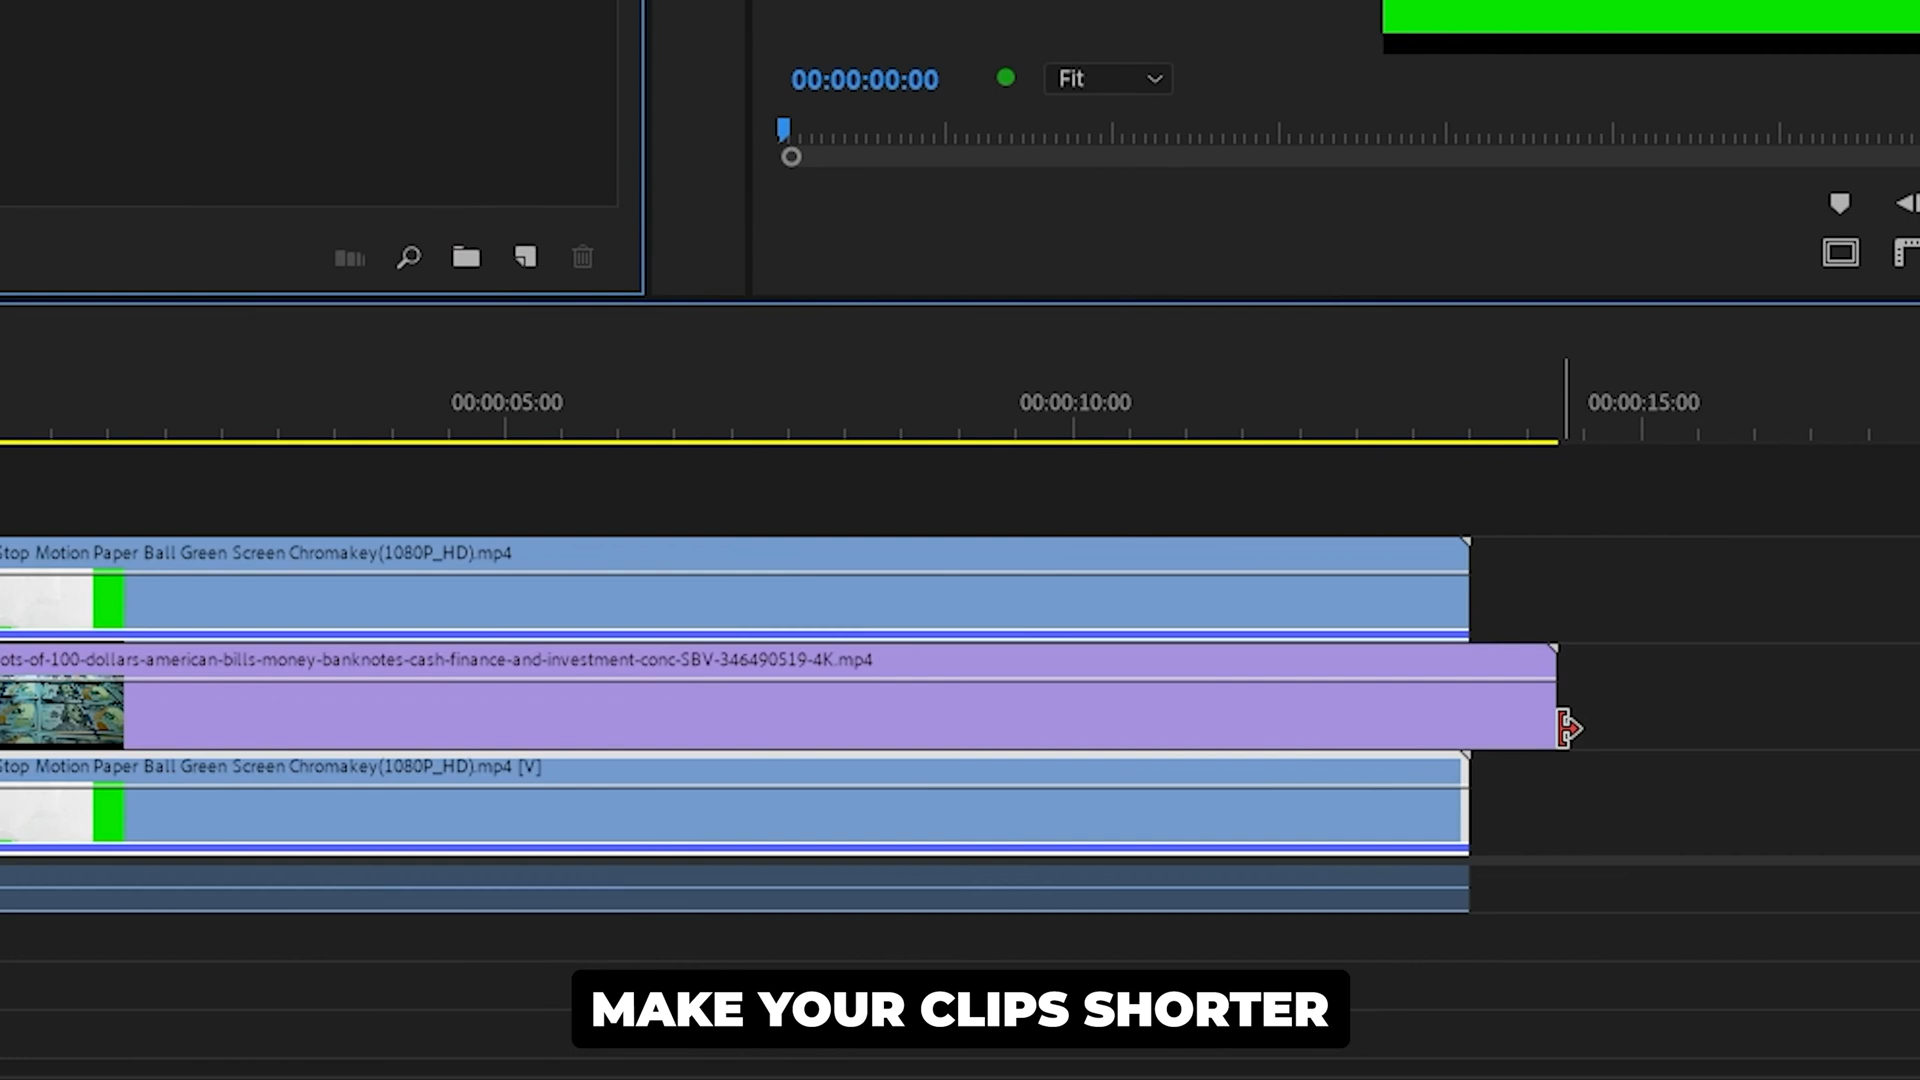 00:00:00:00
Fit
00:00:05:00
00:00:10:00
00:00:15:00
Stop Motion Paper Ball Green Screen Chromakey(1080P_HD).mp4
ots-of-100-dollars-american-bills-money-banknotes-cash-finance-and-investment-conc-SBV-346490519-4K.mp4
Stop Motion Paper Ball Green Screen Chromakey(1080P_HD).mp4 [V]
MAKE YOUR CLIPS SHORTER